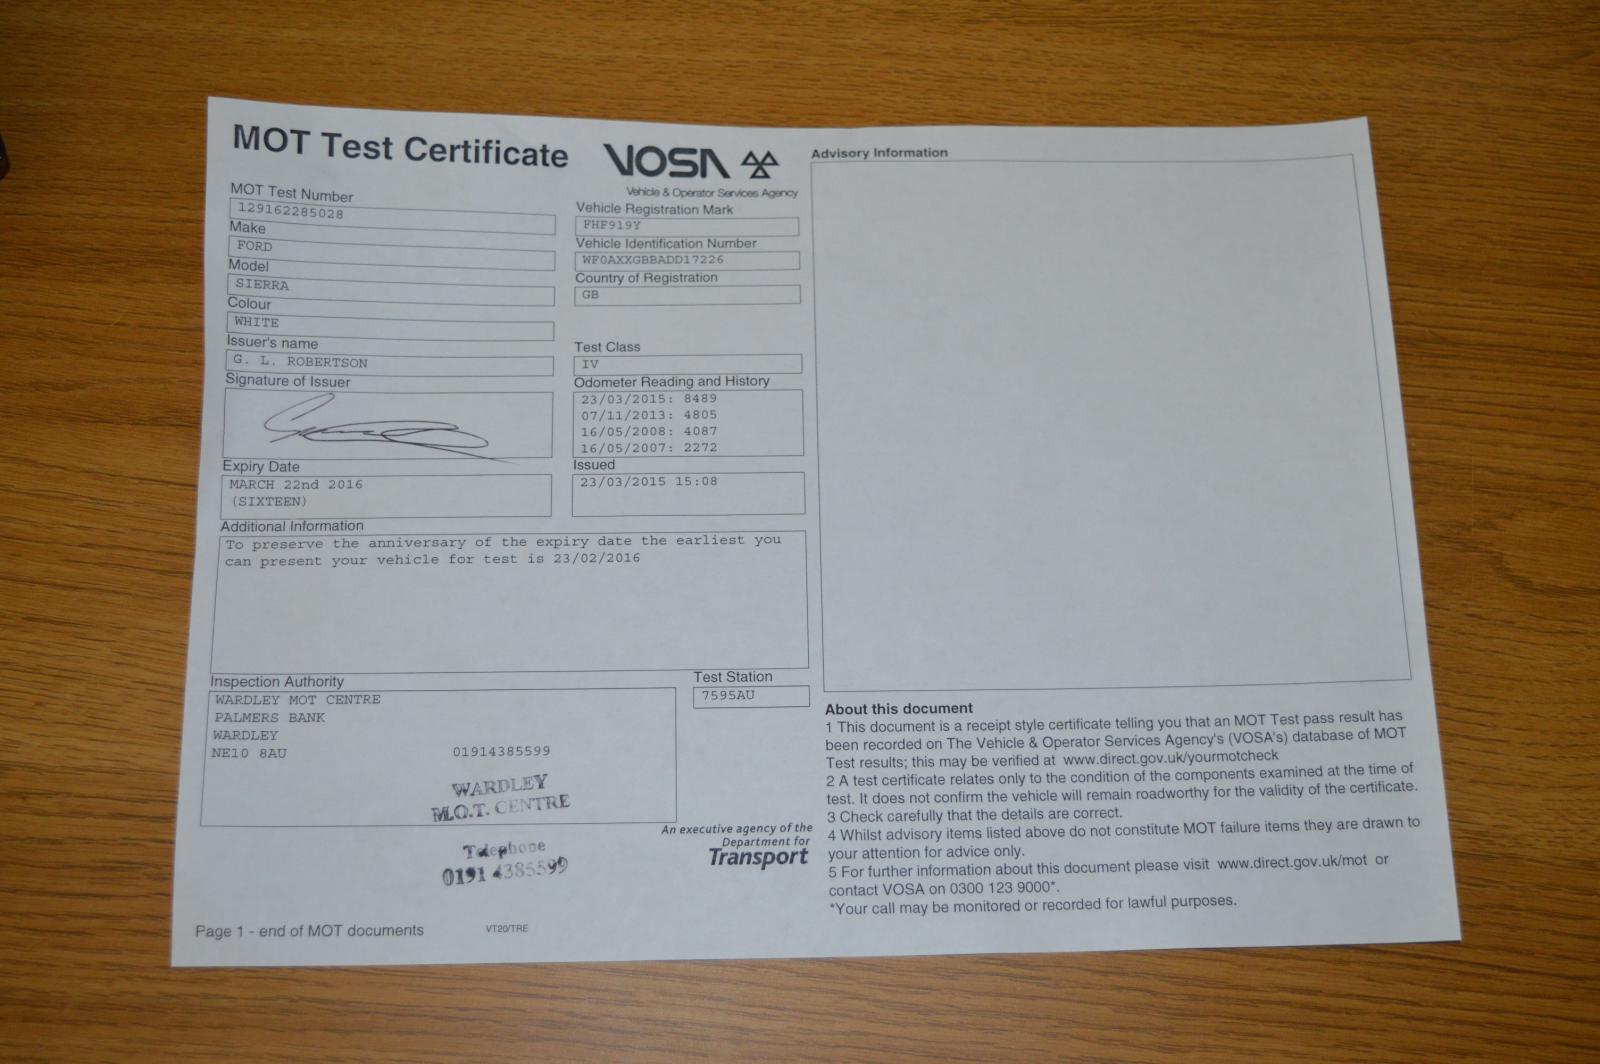 MOT Test Certificate
VOSA
Vehicle & Operator Services Agency
MOT Test Number
129162285028
Make
FORD
Model
SIERRA
Colour
WHITE
Issuer's name
G. L. ROBERTSON
Signature of Issuer
Vehicle Registration Mark
FHF919Y
Vehicle Identification Number
WF0AXXGBBADD17226
Country of Registration
GB
Test Class
IV
Odometer Reading and History
23/03/2015: 8489
07/11/2013: 4805
16/05/2008: 4087
16/05/2007: 2272
Expiry Date
MARCH 22nd 2016
(SIXTEEN)
Issued
23/03/2015 15:08
Additional Information
To preserve the anniversary of the expiry date the earliest you
can present your vehicle for test is 23/02/2016
Inspection Authority
WARDLEY MOT CENTRE
PALMERS BANK
WARDLEY
NE10 8AU 01914385599
WARDLEY
M.O.T. CENTRE
Telephone
0191 4385599
Test Station
7595AU
An executive agency of the
Department for
Transport
Page 1 - end of MOT documents
VT20/TRE
Advisory Information
About this document
1 This document is a receipt style certificate telling you that an MOT Test pass result has
been recorded on The Vehicle & Operator Services Agency's (VOSA's) database of MOT
Test results; this may be verified at www.direct.gov.uk/yourmotcheck
2 A test certificate relates only to the condition of the components examined at the time of
test. It does not confirm the vehicle will remain roadworthy for the validity of the certificate.
3 Check carefully that the details are correct.
4 Whilst advisory items listed above do not constitute MOT failure items they are drawn to
your attention for advice only.
5 For further information about this document please visit www.direct.gov.uk/mot or
contact VOSA on 0300 123 9000*.
*Your call may be monitored or recorded for lawful purposes.